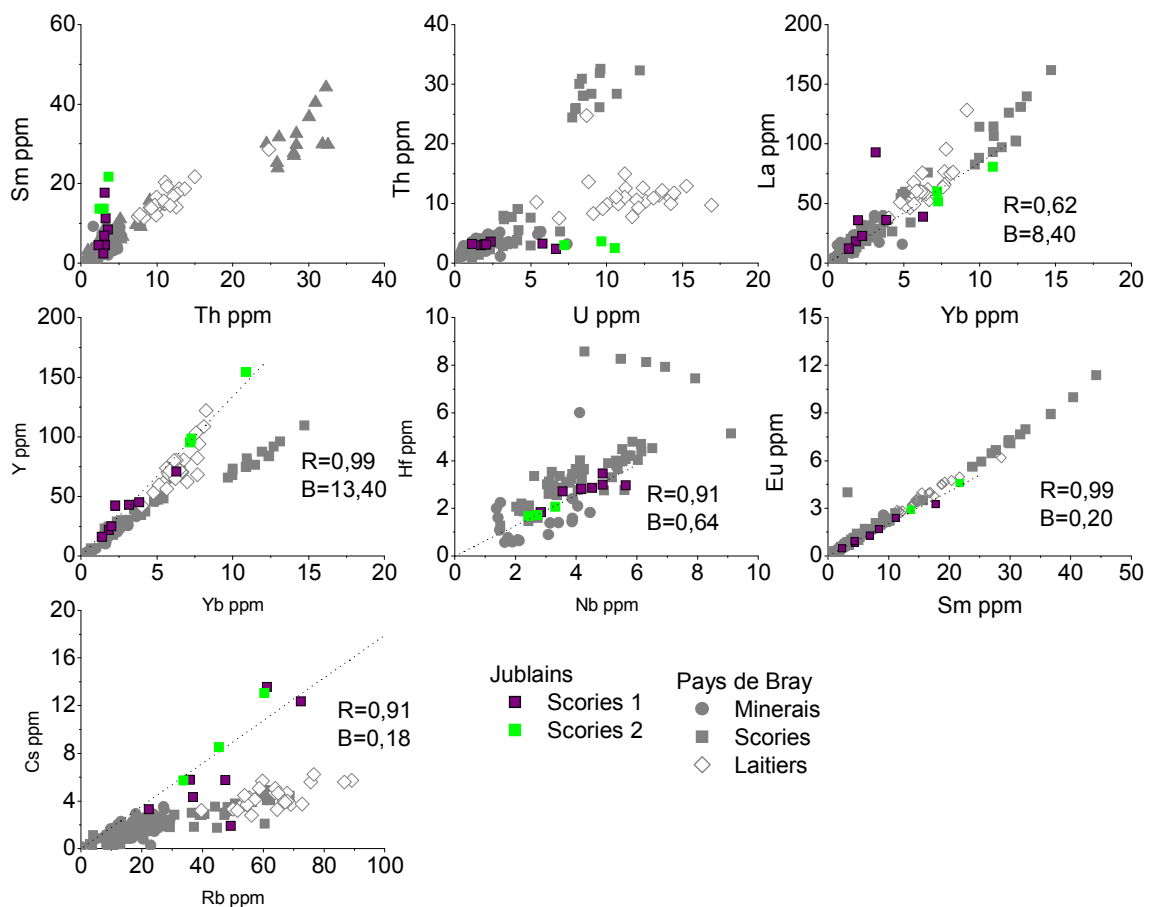 60
40
20
0
0 10 20 30 40
Sm ppm
Th ppm
40
30
20
10
0
0 5 10 15 20
Th ppm
U ppm
200
150
100
50
0
0 5 10 15 20
La ppm
Yb ppm
R=0,62
B=8,40
200
150
100
50
0
0 5 10 15 20
Y ppm
Yb ppm
R=0,99
B=13,40
10
8
6
4
2
0
0 2 4 6 8 10
Hf ppm
Nb ppm
R=0,91
B=0,64
15
12
9
6
3
0
0 10 20 30 40 50
Eu ppm
Sm ppm
R=0,99
B=0,20
20
16
12
8
4
0
0 20 40 60 80 100
Cs ppm
Rb ppm
R=0,91
B=0,18
Jublains
Scories 1
Scories 2
Pays de Bray
Minerais
Scories
Laitiers